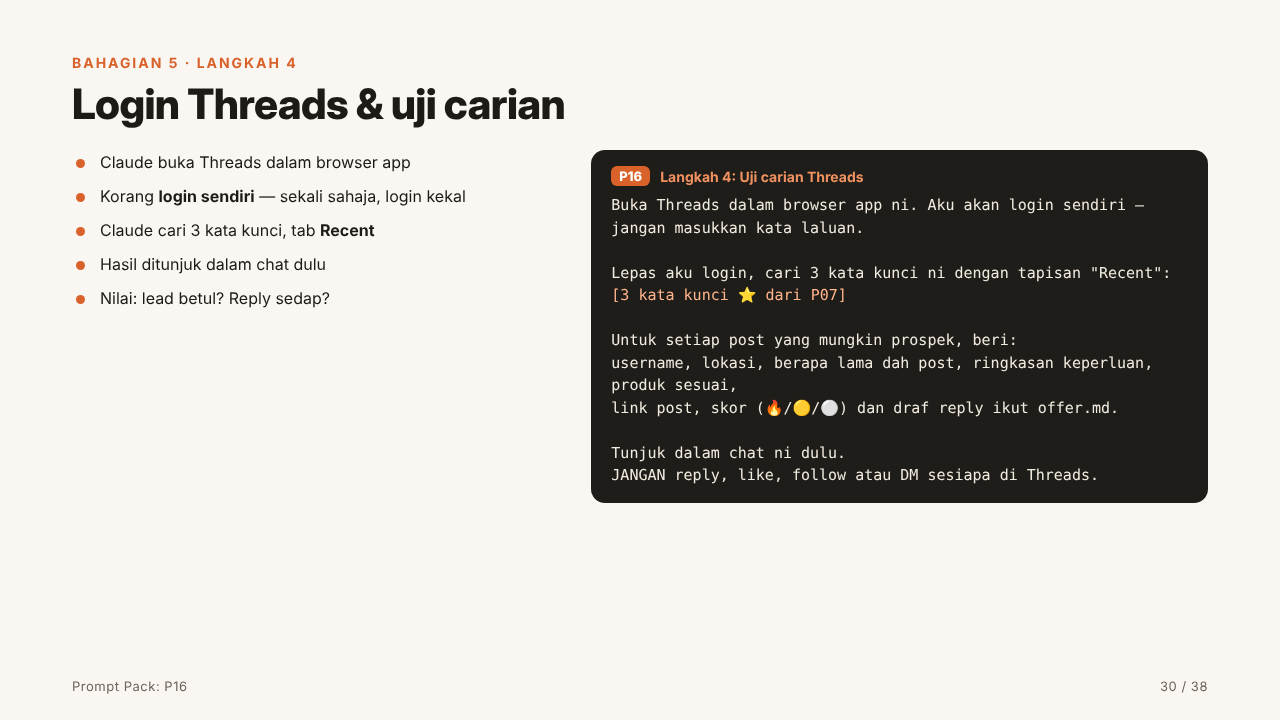 BAHAGIAN 5 · LANGKAH 4
Login Threads & uji carian
Claude buka Threads dalam browser app
Korang login sendiri — sekali sahaja, login kekal
Claude cari 3 kata kunci, tab Recent
Hasil ditunjuk dalam chat dulu
Nilai: lead betul? Reply sedap?
P16 Langkah 4: Uji carian Threads
Buka Threads dalam browser app ni. Aku akan login sendiri —
jangan masukkan kata laluan.
Lepas aku login, cari 3 kata kunci ni dengan tapisan "Recent":
[3 kata kunci ⭐ dari P07]
Untuk setiap post yang mungkin prospek, beri:
username, lokasi, berapa lama dah post, ringkasan keperluan,
produk sesuai,
link post, skor (🔥/🟡/⚪) dan draf reply ikut offer.md.
Tunjuk dalam chat ni dulu.
JANGAN reply, like, follow atau DM sesiapa di Threads.
Prompt Pack: P16
30 / 38